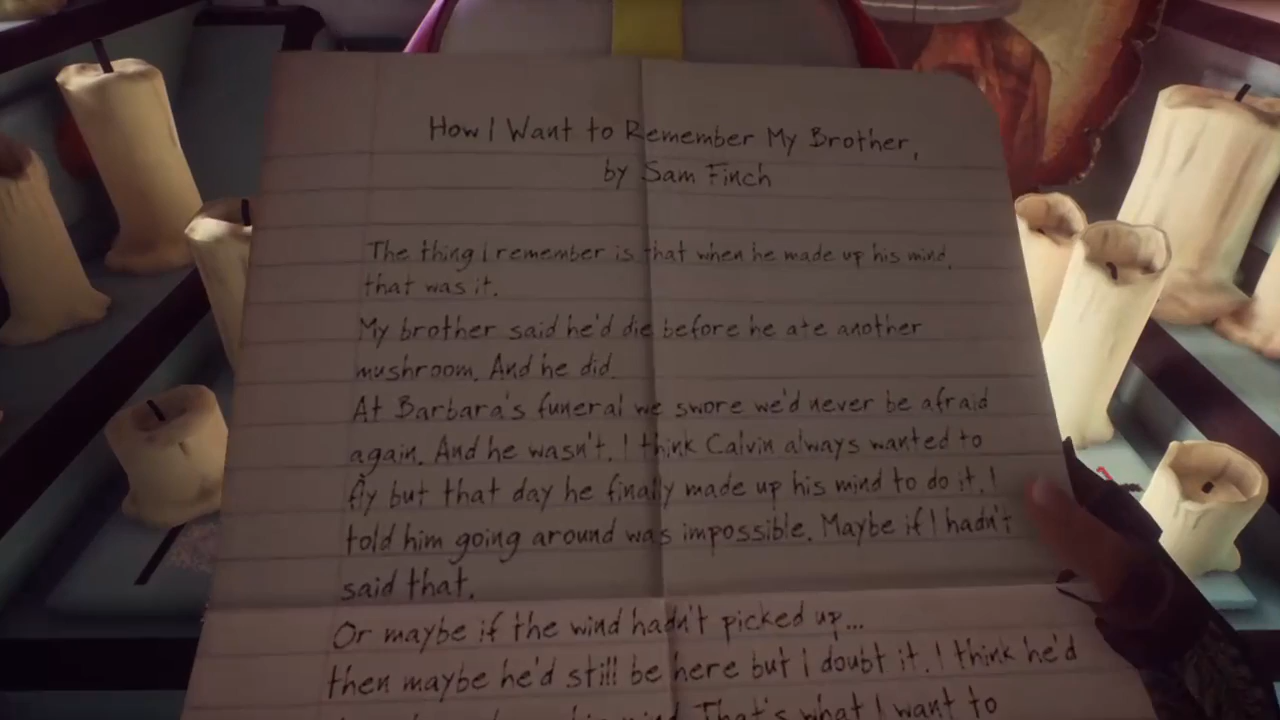 How I Want to Remember My Brother,
by Sam Finch
The thing I remember is that when he made up his mind,
that was it.
My brother said he'd die before he ate another
mushroom. And he did.
At Barbara's funeral we swore we'd never be afraid
again. And he wasn't. I think Calvin always wanted to
fly but that day he finally made up his mind to do it. I
told him going around was impossible. Maybe if I hadn't
said that.
Or maybe if the wind hadn't picked up...
then maybe he'd still be here but I doubt it. I think he'd
mind. That's what I want to